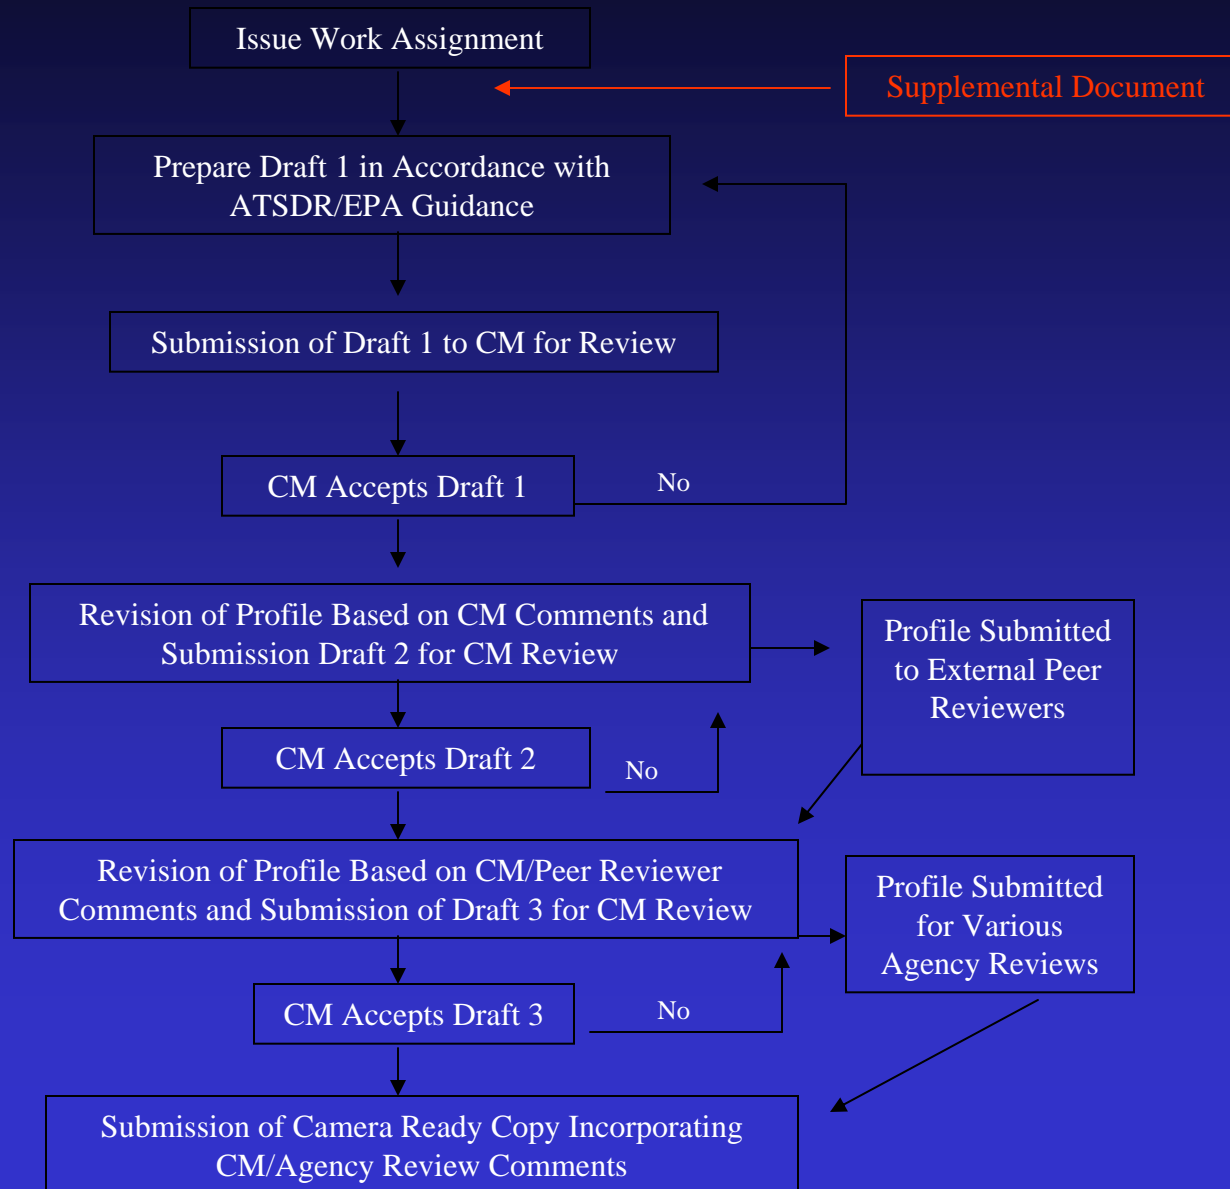 Issue Work Assignment
Supplemental Document
Prepare Draft 1 in Accordance with
ATSDR/EPA Guidance
Submission of Draft 1 to CM for Review
CM Accepts Draft 1
No
Revision of Profile Based on CM Comments and
Submission Draft 2 for CM Review
Profile Submitted
to External Peer
Reviewers
CM Accepts Draft 2
No
Revision of Profile Based on CM/Peer Reviewer
Comments and Submission of Draft 3 for CM Review
Profile Submitted
for Various
Agency Reviews
CM Accepts Draft 3
No
Submission of Camera Ready Copy Incorporating
CM/Agency Review Comments